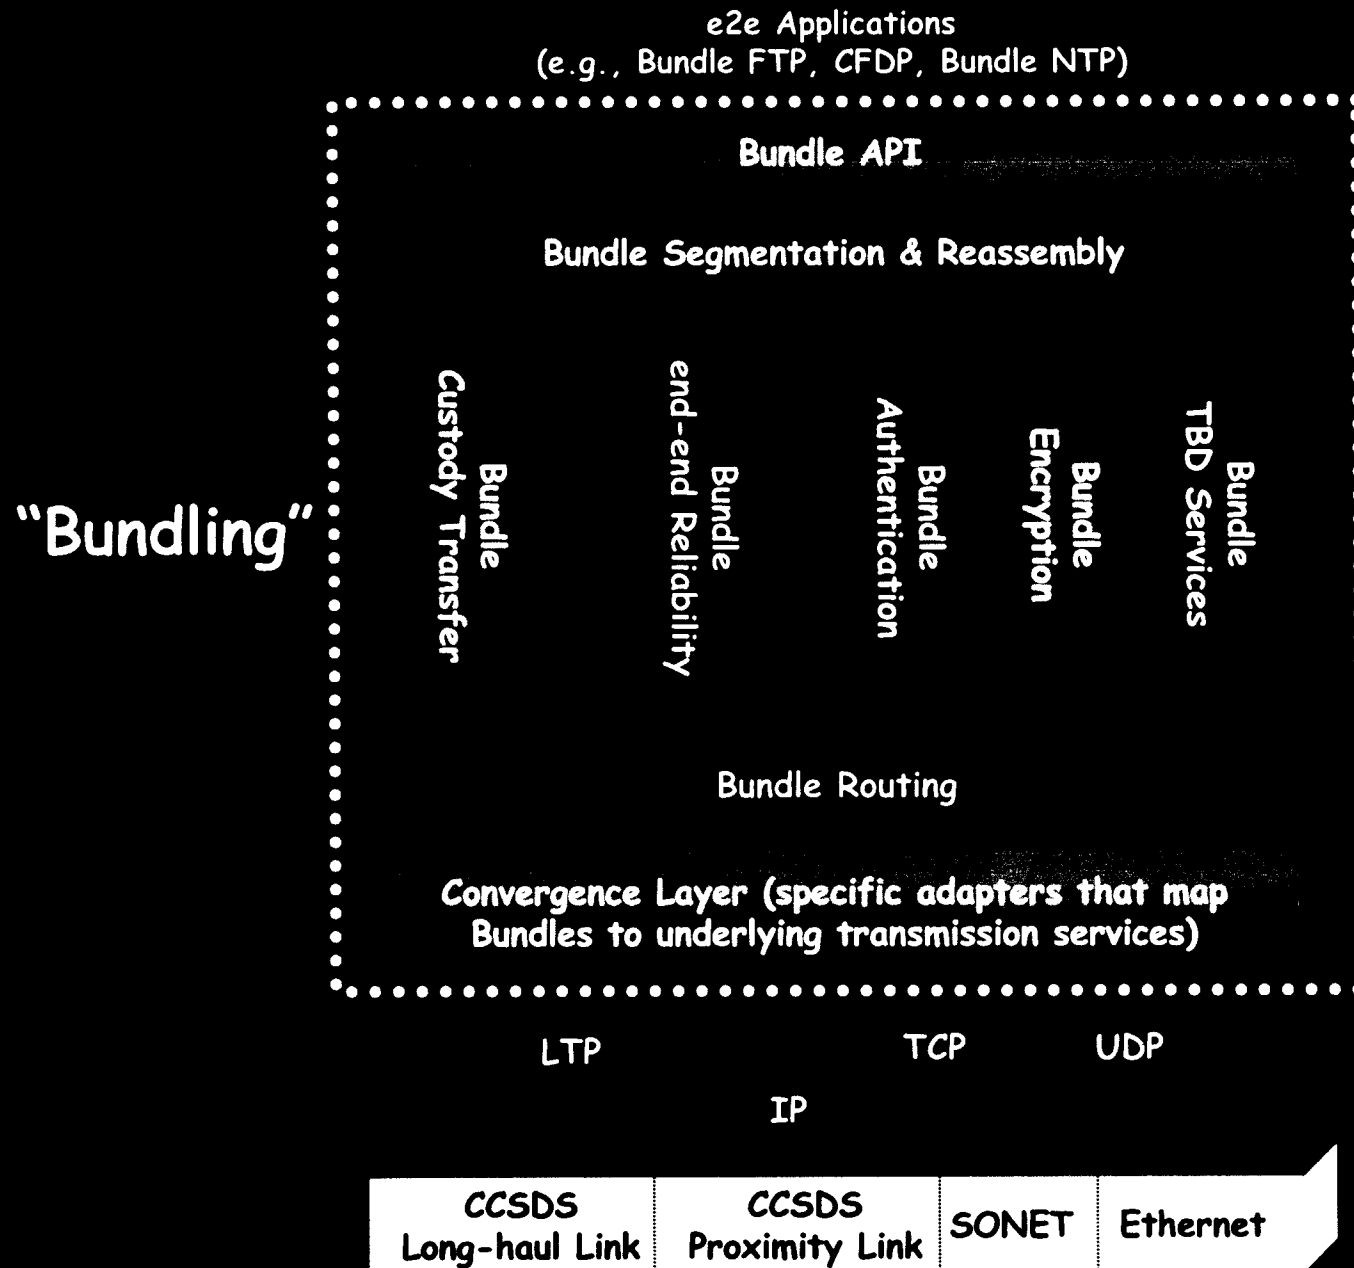 e2e Applications
(e.g., Bundle FTP, CFDP, Bundle NTP)
Bundle API
Bundle Segmentation & Reassembly
"Bundling"
Bundle
Custody Transfer
Bundle
end-end Reliability
Bundle
Authentication
Bundle
Encryption
Bundle
TBD Services
Bundle Routing
Convergence Layer (specific adapters that map
Bundles to underlying transmission services)
LTP
TCP
UDP
IP
CCSDS
Long-haul Link
CCSDS
Proximity Link
SONET
Ethernet